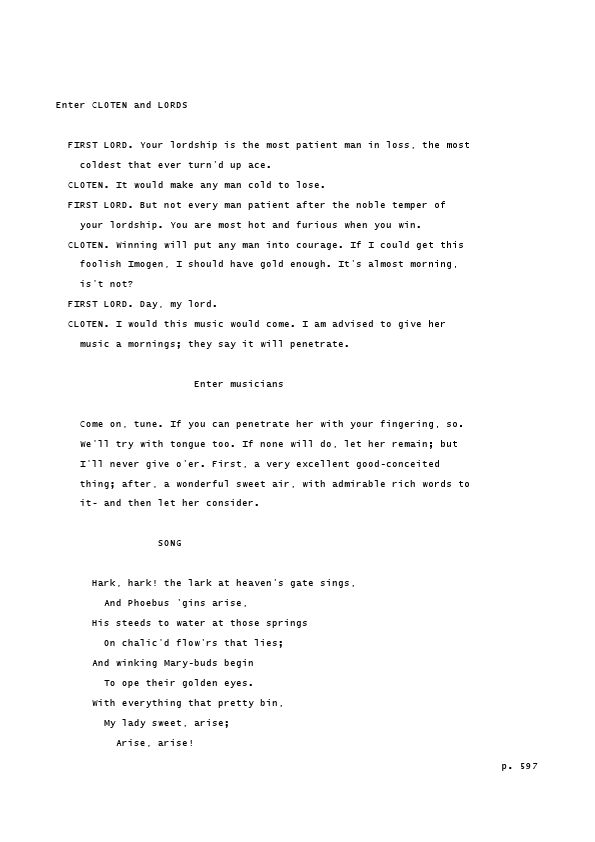 Enter CLOTEN and LORDS
FIRST LORD. Your lordship is the most patient man in loss, the most
coldest that ever turn'd up ace.
CLOTEN. It would make any man cold to lose.
FIRST LORD. But not every man patient after the noble temper of
your lordship. You are most hot and furious when you win.
CLOTEN. Winning will put any man into courage. If I could get this
foolish Imogen, I should have gold enough. It's almost morning,
is't not?
FIRST LORD. Day, my lord.
CLOTEN. I would this music would come. I am advised to give her
music a mornings; they say it will penetrate.
Enter musicians
Come on, tune. If you can penetrate her with your fingering, so.
We'll try with tongue too. If none will do, let her remain; but
I'll never give o'er. First, a very excellent good-conceited
thing; after, a wonderful sweet air, with admirable rich words to
it- and then let her consider.
SONG
Hark, hark! the lark at heaven's gate sings,
And Phoebus 'gins arise,
His steeds to water at those springs
On chalic'd flow'rs that lies;
And winking Mary-buds begin
To ope their golden eyes.
With everything that pretty bin,
My lady sweet, arise;
Arise, arise!
p. 597